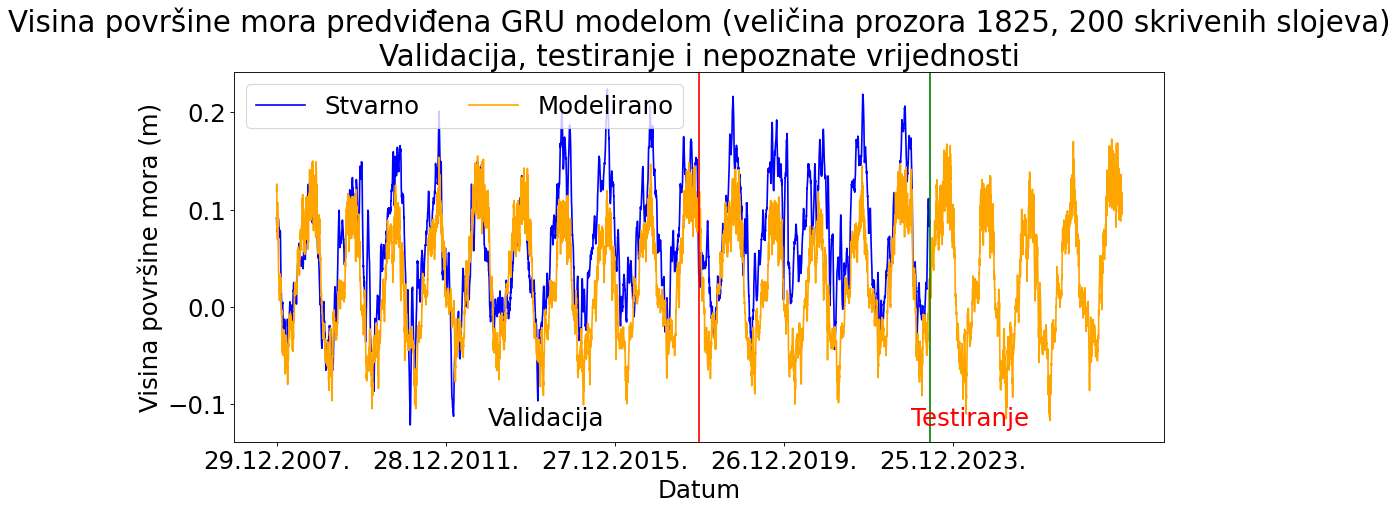 Visina površine mora predviđena GRU modelom (veličina prozora 1825, 200 skrivenih slojeva)
Validacija, testiranje i nepoznate vrijednosti
Stvarno
Modelirano
Visina površine mora (m)
0.2
0.1
0.0
−0.1
Validacija
Testiranje
29.12.2007.
28.12.2011.
27.12.2015.
26.12.2019.
25.12.2023.
Datum